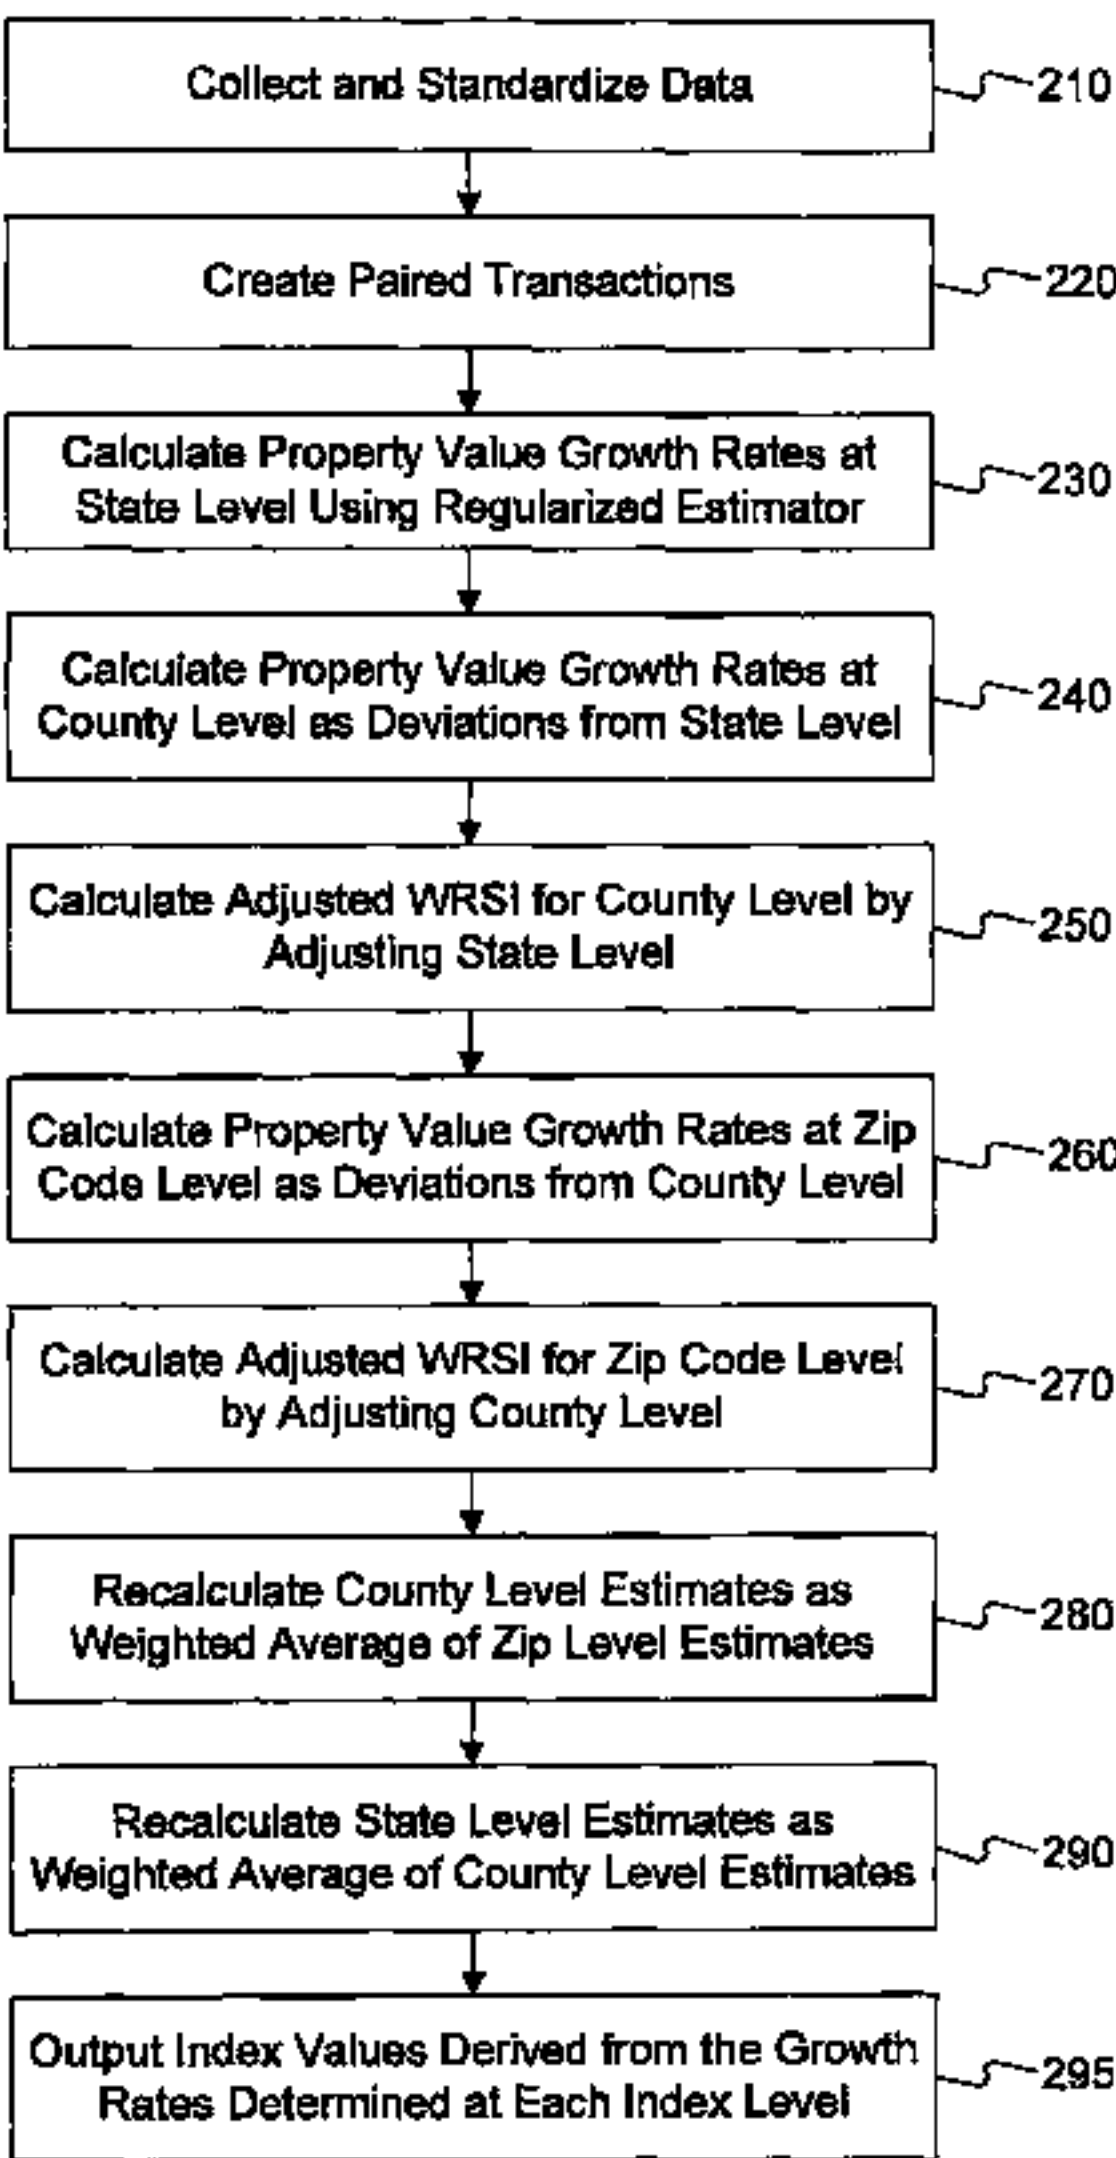 Collect and Standardize Data
210
Create Paired Transactions
220
Calculate Property Value Growth Rates at
State Level Using Regularized Estimator
230
Calculate Property Value Growth Rates at
County Level as Deviations from State Level
240
Calculate Adjusted WRSI for County Level by
Adjusting State Level
250
Calculate Property Value Growth Rates at Zip
Code Level as Deviations from County Level
260
Calculate Adjusted WRSI for Zip Code Level
by Adjusting County Level
270
Recalculate County Level Estimates as
Weighted Average of Zip Level Estimates
280
Recalculate State Level Estimates as
Weighted Average of County Level Estimates
290
Output Index Values Derived from the Growth
Rates Determined at Each Index Level
295